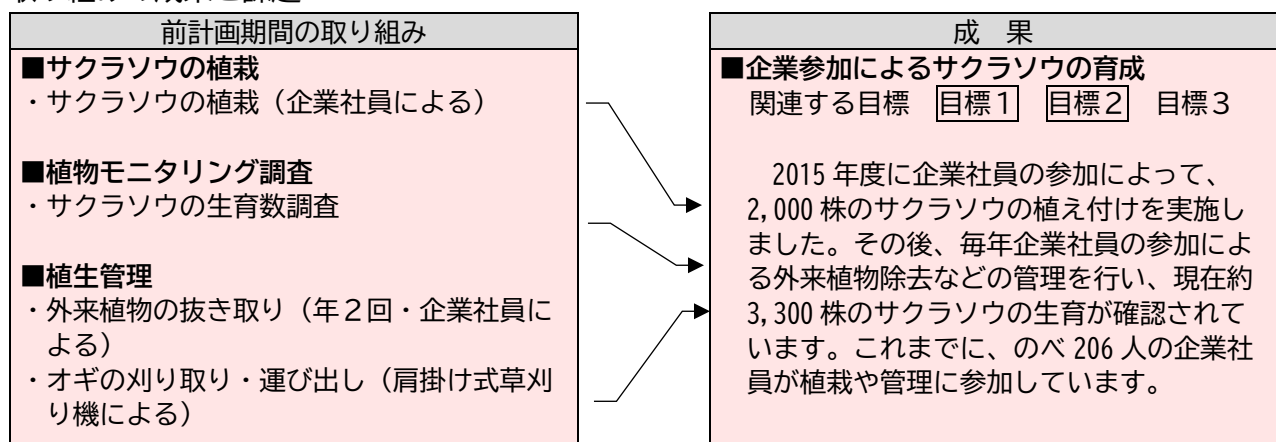 前計画期間の取り組み
■サクラソウの植栽
・サクラソウの植栽（企業社員による）
■植物モニタリング調査
・サクラソウの生育数調査
■植生管理
・外来植物の抜き取り（年２回・企業社員に
よる）
・オギの刈り取り・運び出し（肩掛け式草刈
り機による）
成　果
■企業参加によるサクラソウの育成
関連する目標　目標１　目標２　目標３
2015 年度に企業社員の参加によって、
2,000 株のサクラソウの植え付けを実施し
ました。その後、毎年企業社員の参加によ
る外来植物除去などの管理を行い、現在約
3,300 株のサクラソウの生育が確認されて
います。これまでに、のべ 206 人の企業社
員が植栽や管理に参加しています。